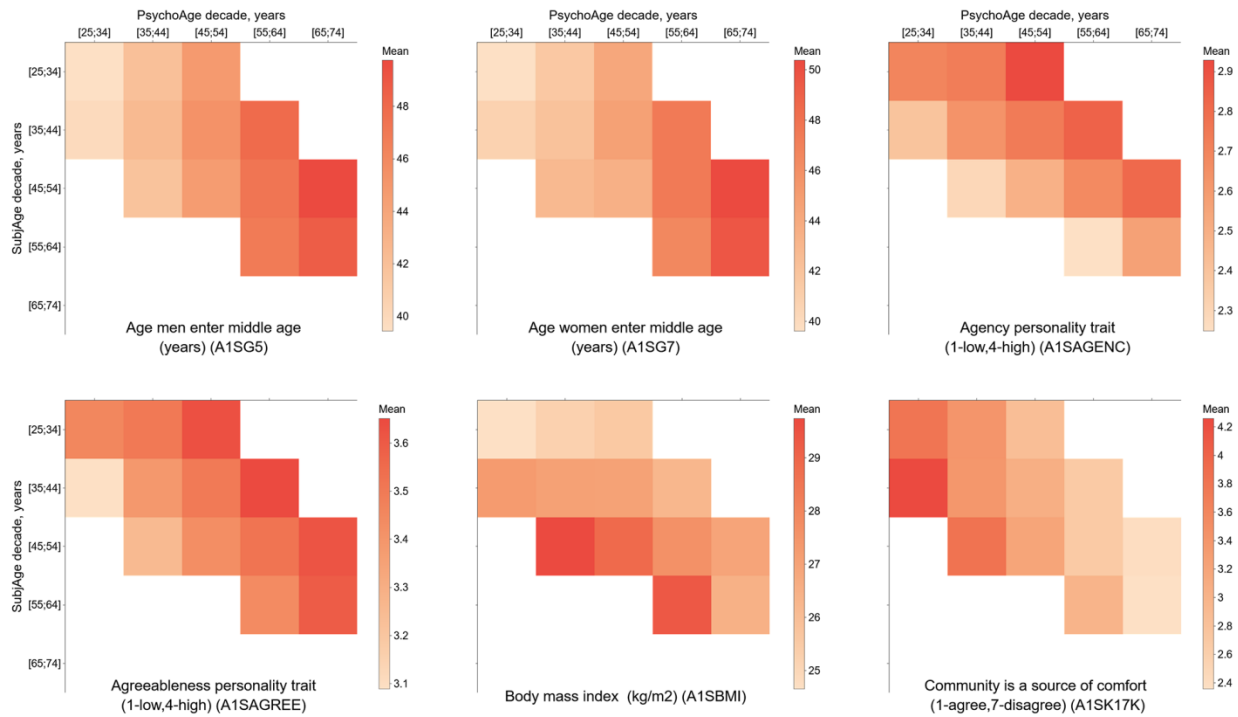 PsychoAge decade, years
[25;34] [35;44] [45;54] [55;64] [65;74]
Mean
SubjAge decade, years
[25;34]
[35;44]
[45;54]
[55;64]
[65;74]
48
46
44
42
40
Age men enter middle age
(years) (A1SG5)
PsychoAge decade, years
[25;34] [35;44] [45;54] [55;64] [65;74]
Mean
50
48
46
44
42
40
Age women enter middle age
(years) (A1SG7)
PsychoAge decade, years
[25;34] [35;44] [45;54] [55;64] [65;74]
Mean
2.9
2.8
2.7
2.6
2.5
2.4
2.3
Agency personality trait
(1-low,4-high) (A1SAGENC)
Mean
SubjAge decade, years
[25;34]
[35;44]
[45;54]
[55;64]
[65;74]
3.6
3.5
3.4
3.3
3.2
3.1
Agreeableness personality trait
(1-low,4-high) (A1SAGREE)
Mean
29
28
27
26
25
Body mass index (kg/m2) (A1SBMI)
Mean
4.2
4
3.8
3.6
3.4
3.2
3
2.8
2.6
2.4
Community is a source of comfort
(1-agree,7-disagree) (A1SK17K)